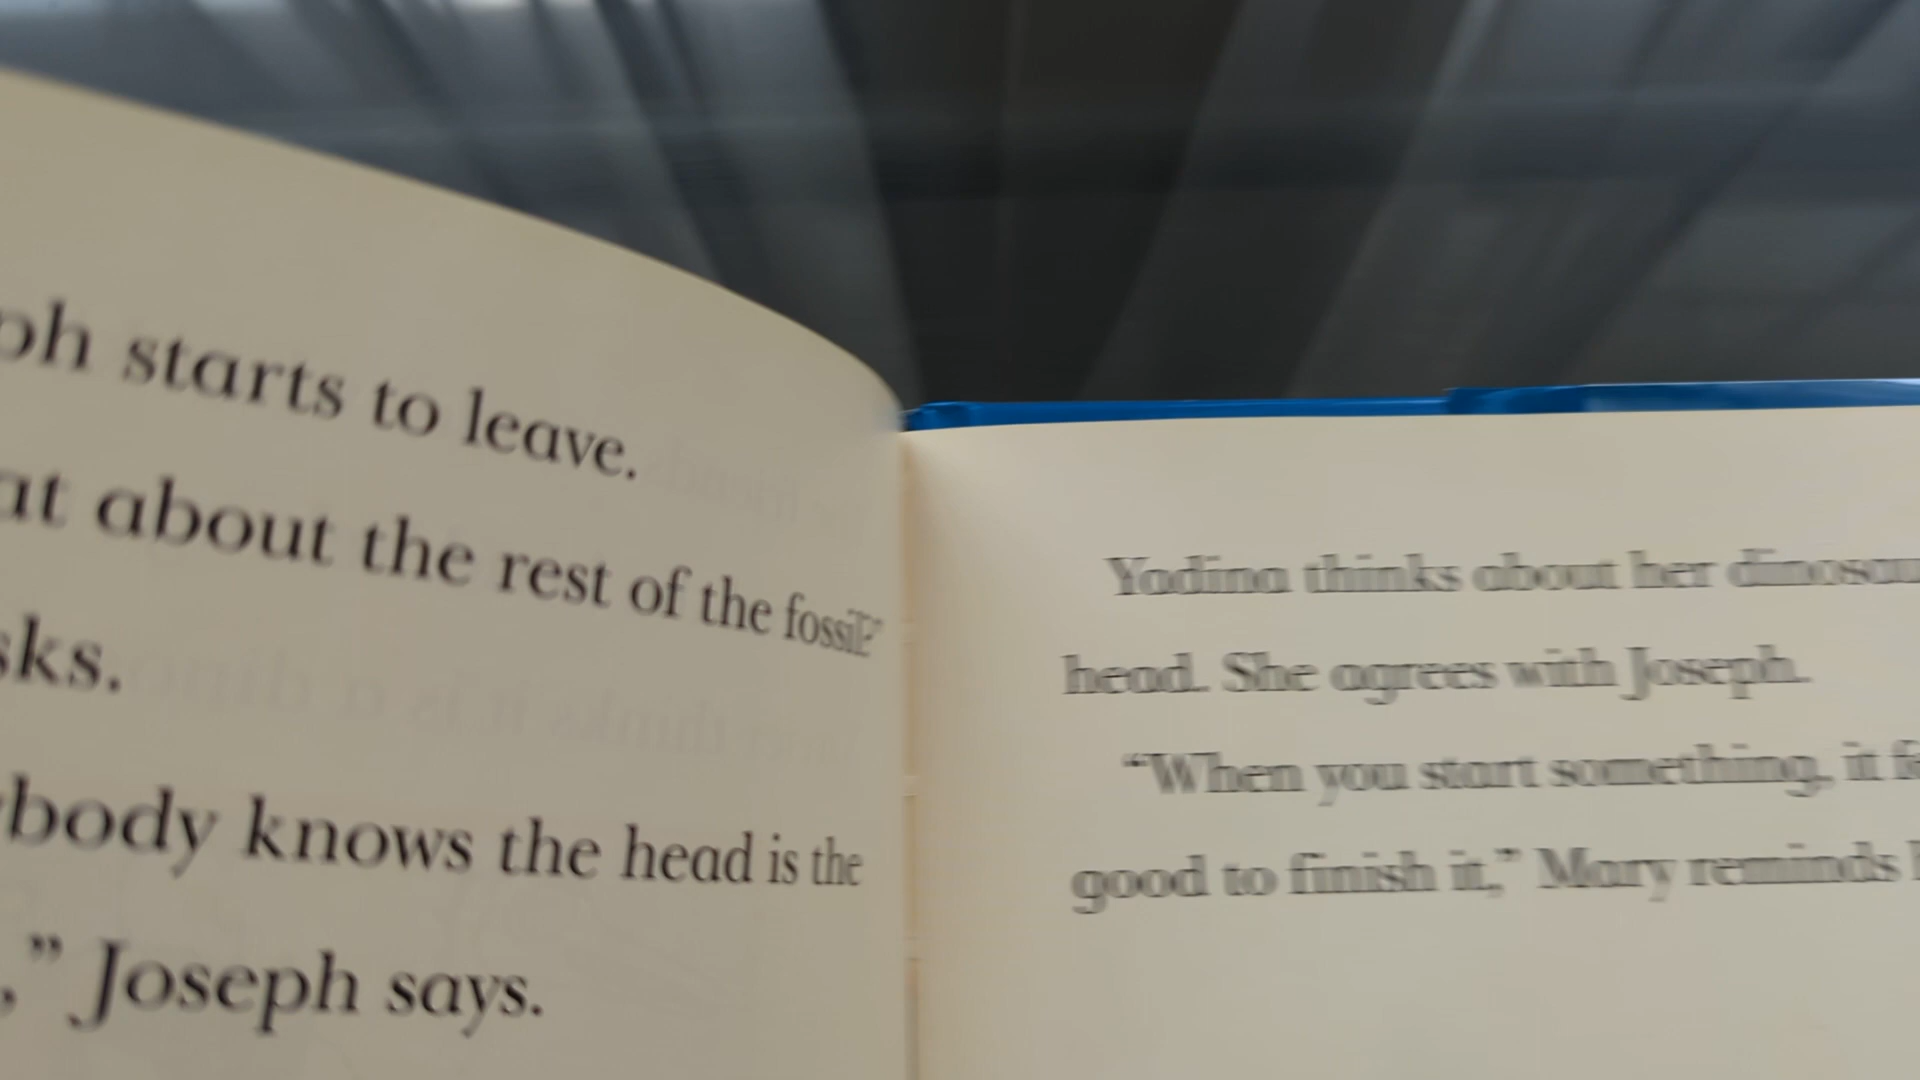 ph starts to leave.
at about the rest of the fossil?"
sks.
body knows the head is the
," Joseph says.
Yadina thinks about her dinosau
head. She agrees with Joseph.
“When you start something, it fe
good to finish it,” Mary reminds h